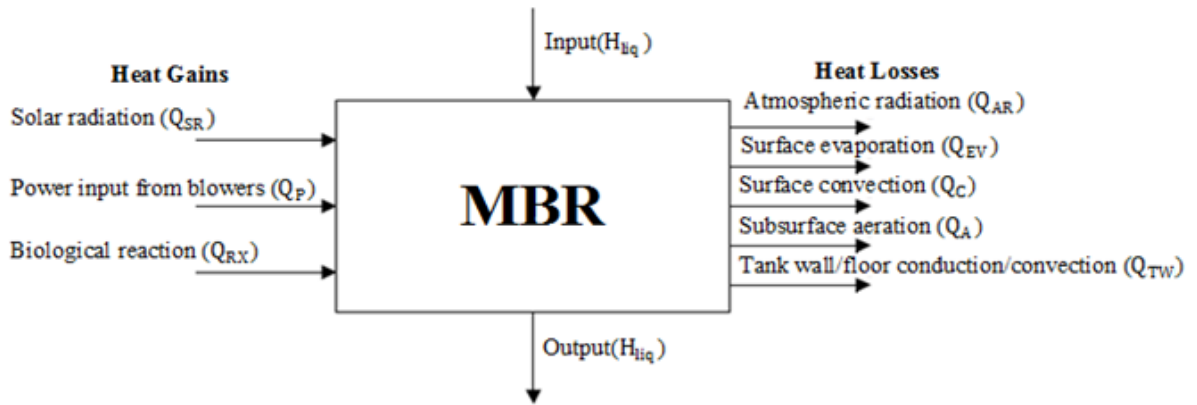 Input(H_liq)
Heat Gains
Solar radiation (Q_SR)
Power input from blowers (Q_P)
Biological reaction (Q_RX)
MBR
Heat Losses
Atmospheric radiation (Q_AR)
Surface evaporation (Q_EV)
Surface convection (Q_C)
Subsurface aeration (Q_A)
Tank wall/floor conduction/convection (Q_TW)
Output(H_liq)